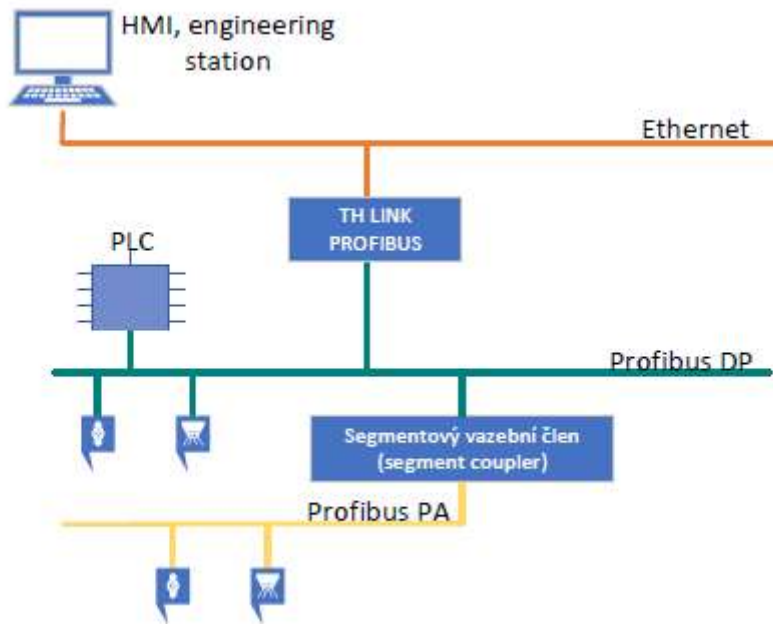 HMI, engineering
station
Ethernet
TH LINK
PROFIBUS
PLC
Profibus DP
Segmentový vazební člen
(segment coupler)
Profibus PA